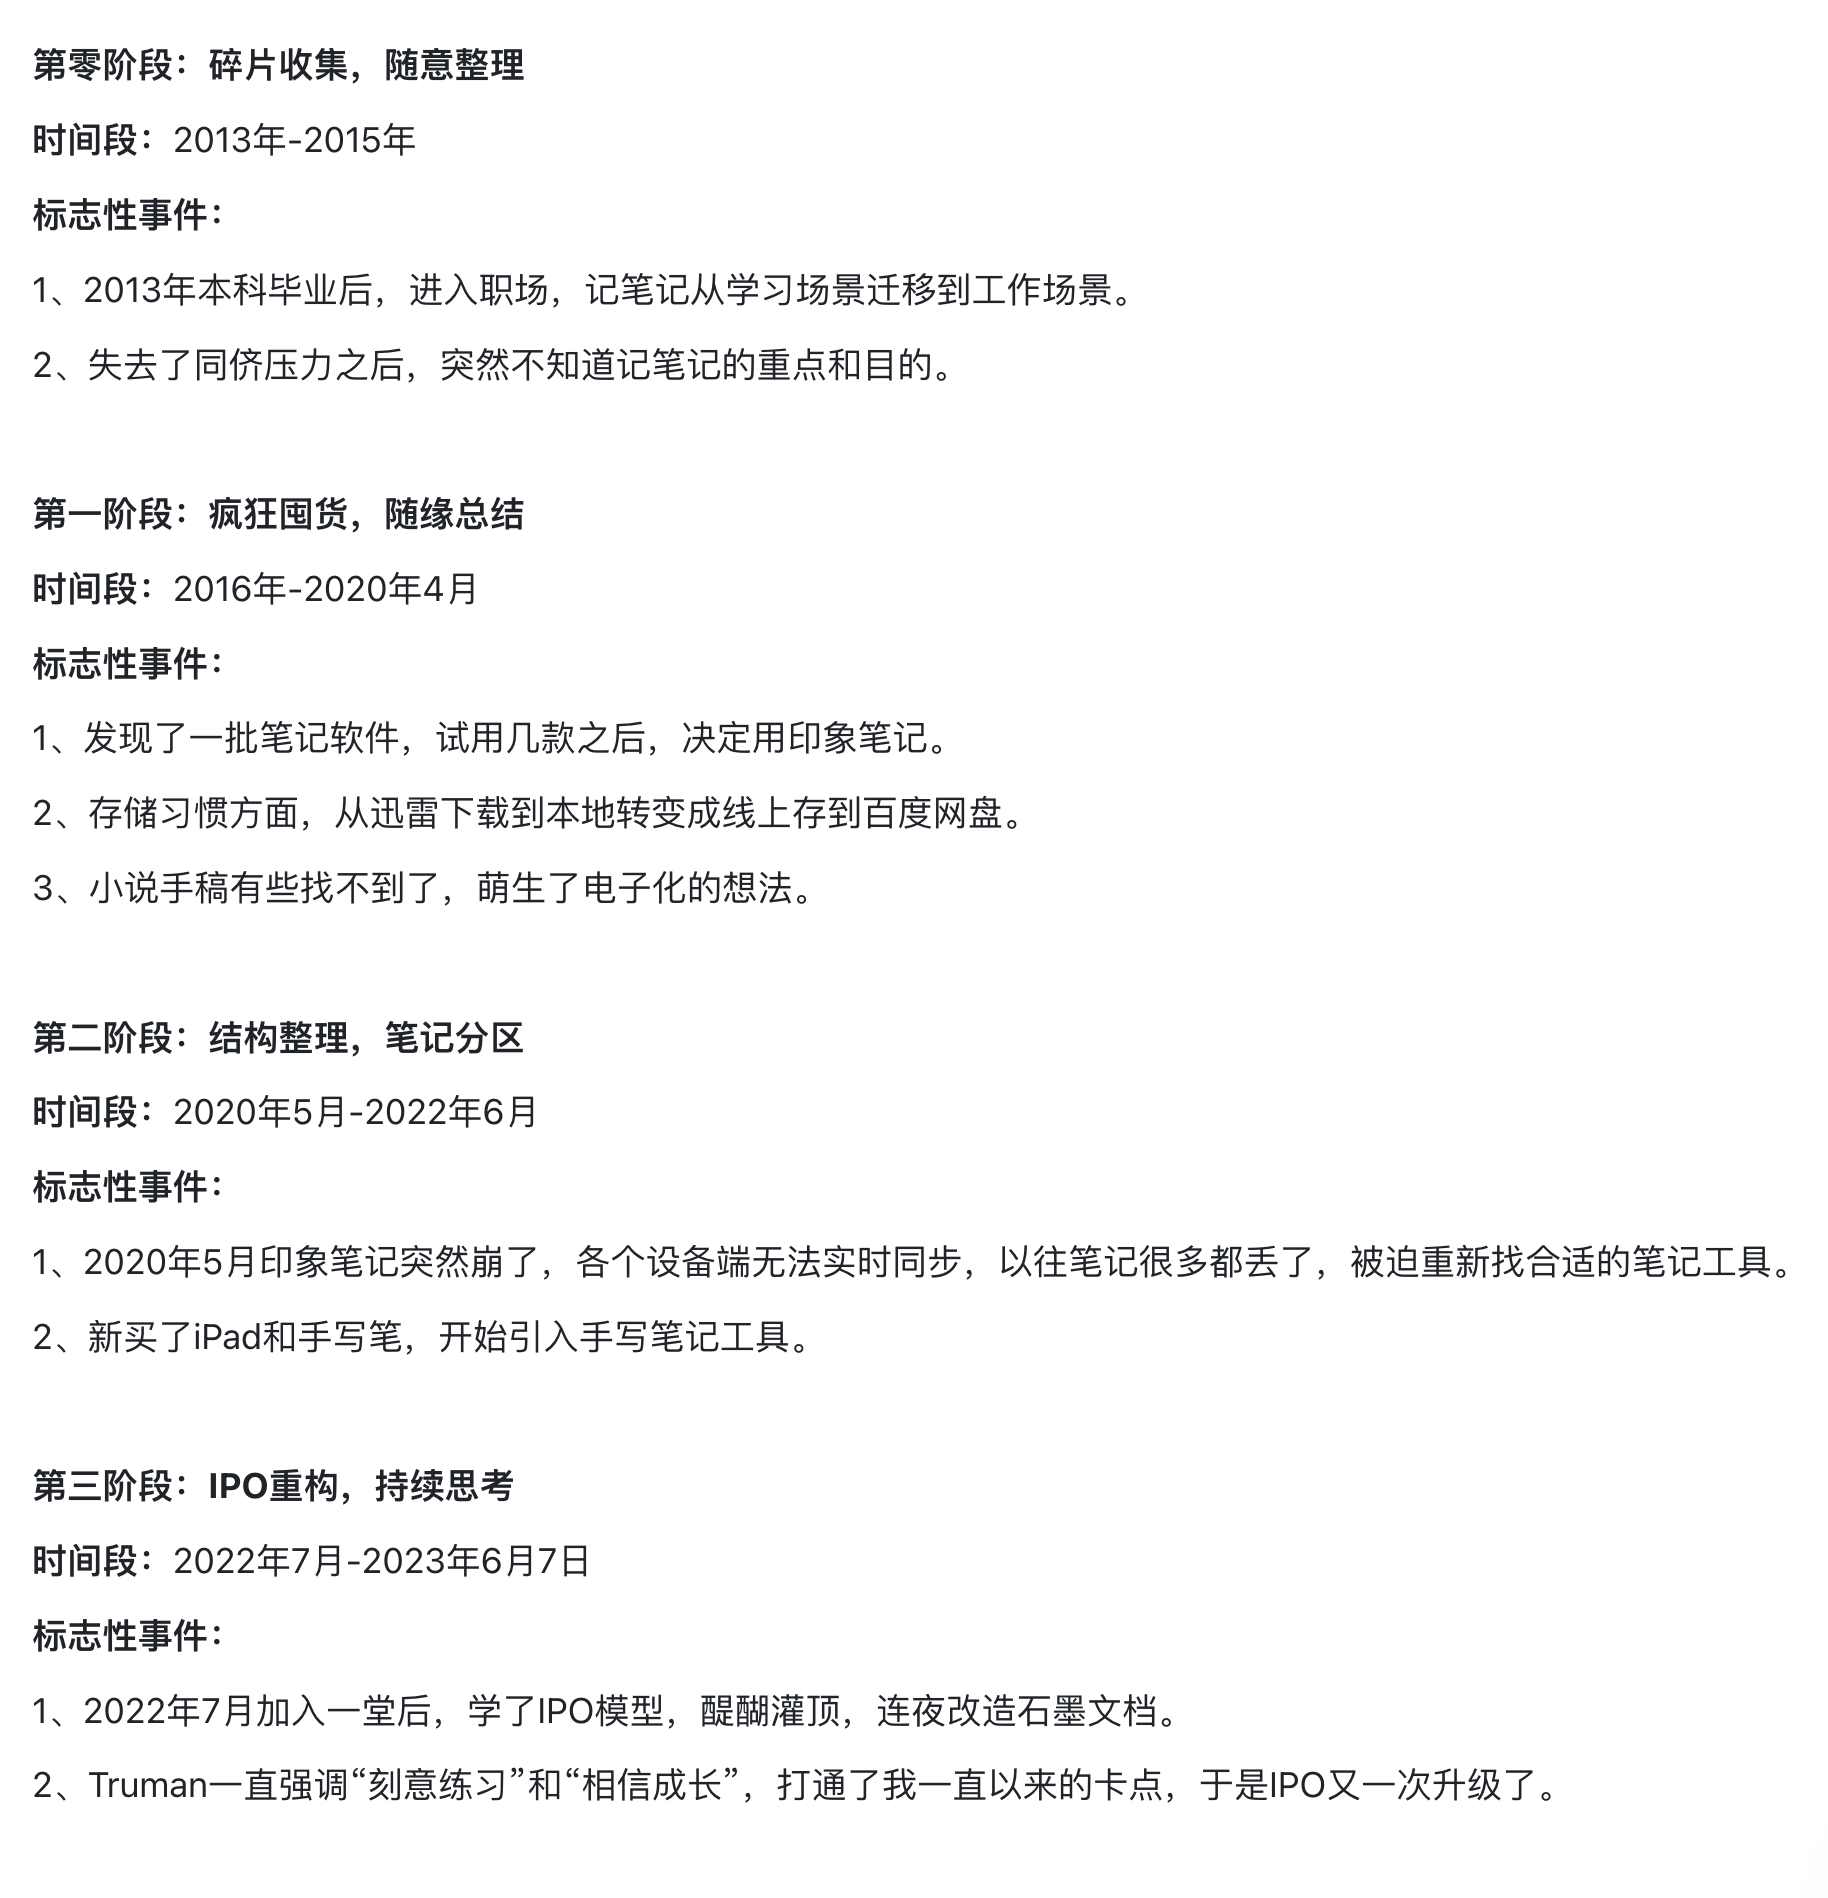 第零阶段：碎片收集，随意整理
时间段：2013年-2015年
标志性事件：
1、2013年本科毕业后，进入职场，记笔记从学习场景迁移到工作场景。
2、失去了同侪压力之后，突然不知道记笔记的重点和目的。
第一阶段：疯狂囤货，随缘总结
时间段：2016年-2020年4月
标志性事件：
1、发现了一批笔记软件，试用几款之后，决定用印象笔记。
2、存储习惯方面，从迅雷下载到本地转变成线上存到百度网盘。
3、小说手稿有些找不到了，萌生了电子化的想法。
第二阶段：结构整理，笔记分区
时间段：2020年5月-2022年6月
标志性事件：
1、2020年5月印象笔记突然崩了，各个设备端无法实时同步，以往笔记很多都丢了，被迫重新找合适的笔记工具。
2、新买了iPad和手写笔，开始引入手写笔记工具。
第三阶段：IPO重构，持续思考
时间段：2022年7月-2023年6月7日
标志性事件：
1、2022年7月加入一堂后，学了IPO模型，醍醐灌顶，连夜改造石墨文档。
2、Truman一直强调“刻意练习”和“相信成长”，打通了我一直以来的卡点，于是IPO又一次升级了。